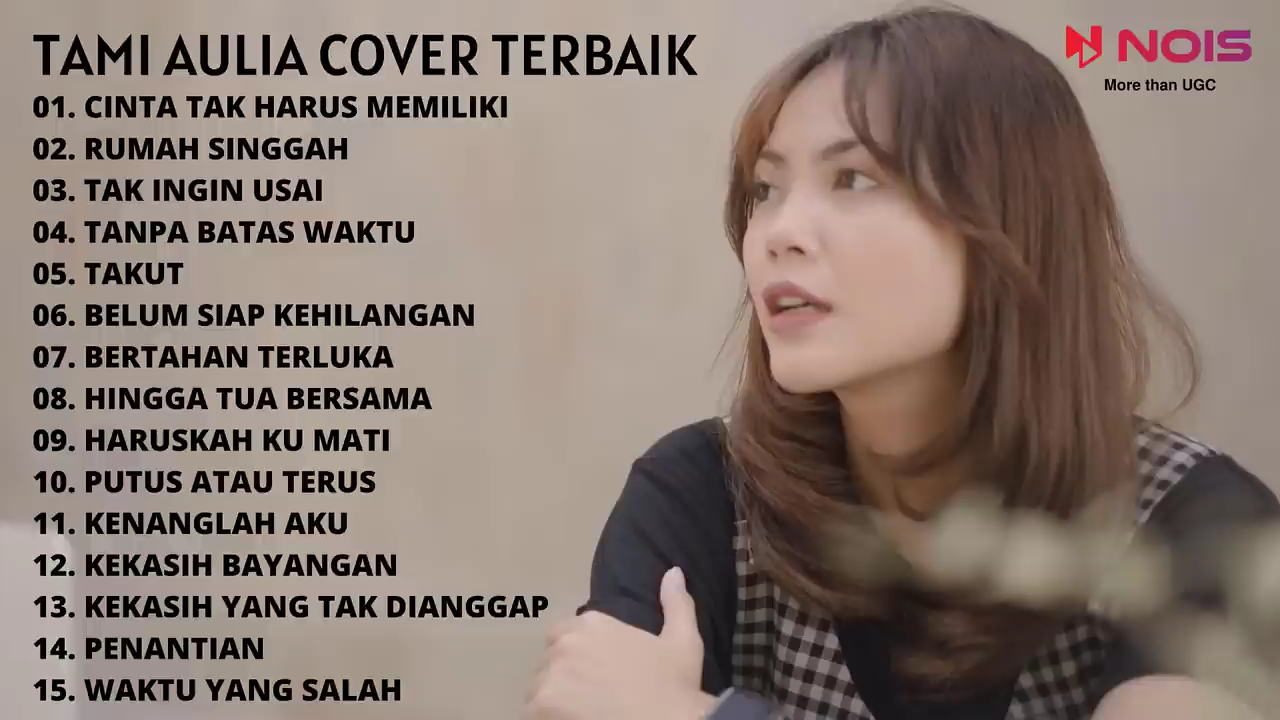 TAMI AULIA COVER TERBAIK
01. CINTA TAK HARUS MEMILIKI
02. RUMAH SINGGAH
03. TAK INGIN USAI
04. TANPA BATAS WAKTU
05. TAKUT
06. BELUM SIAP KEHILANGAN
07. BERTAHAN TERLUKA
08. HINGGA TUA BERSAMA
09. HARUSKAH KU MATI
10. PUTUS ATAU TERUS
11. KENANGLAH AKU
12. KEKASIH BAYANGAN
13. KEKASIH YANG TAK DIANGGAP
14. PENANTIAN
15. WAKTU YANG SALAH
NOIS
More than UGC